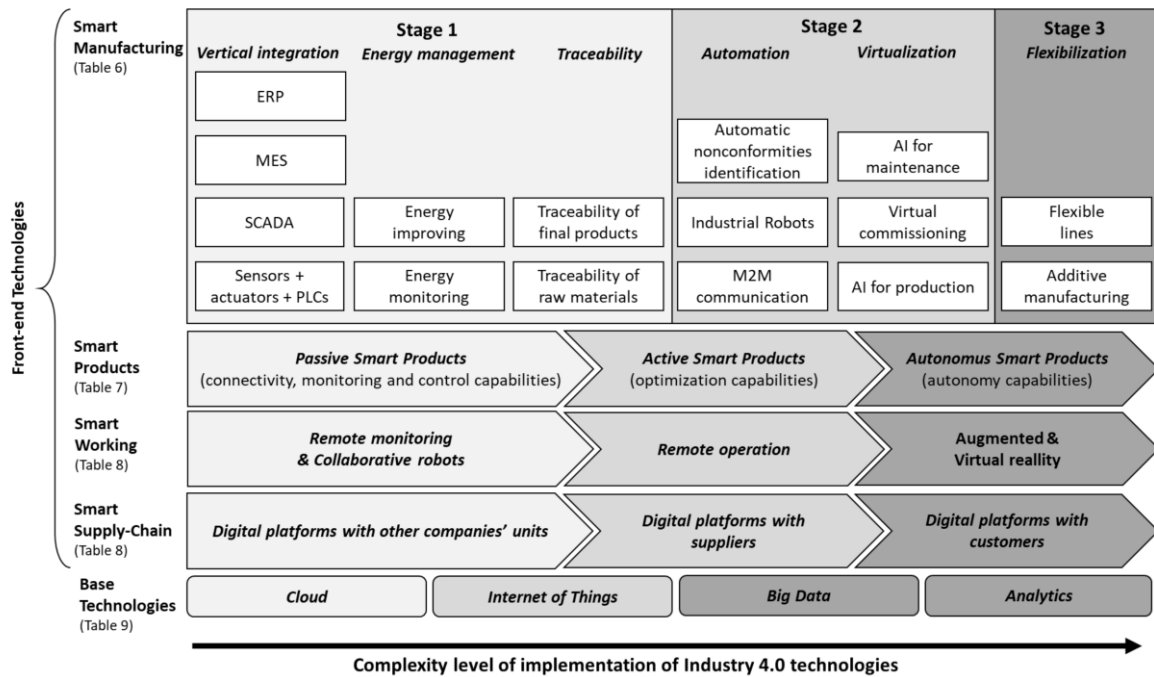 Front-end Technologies
Smart
Manufacturing
(Table 6)
Stage 1
Stage 2
Stage 3
Vertical integration
Energy management
Traceability
Automation
Virtualization
Flexibilization
ERP
MES
Automatic
nonconformities
identification
AI for
maintenance
SCADA
Energy
improving
Traceability of
final products
Industrial Robots
Virtual
commissioning
Flexible
lines
Sensors +
actuators + PLCs
Energy
monitoring
Traceability of
raw materials
M2M
communication
AI for production
Additive
manufacturing
Smart
Products
(Table 7)
Passive Smart Products
(connectivity, monitoring and control capabilities)
Active Smart Products
(optimization capabilities)
Autonomus Smart Products
(autonomy capabilities)
Smart
Working
(Table 8)
Remote monitoring
& Collaborative robots
Remote operation
Augmented &
Virtual reallity
Smart
Supply-Chain
(Table 8)
Digital platforms with other companies’ units
Digital platforms with
suppliers
Digital platforms with
customers
Base
Technologies
(Table 9)
Cloud
Internet of Things
Big Data
Analytics
Complexity level of implementation of Industry 4.0 technologies